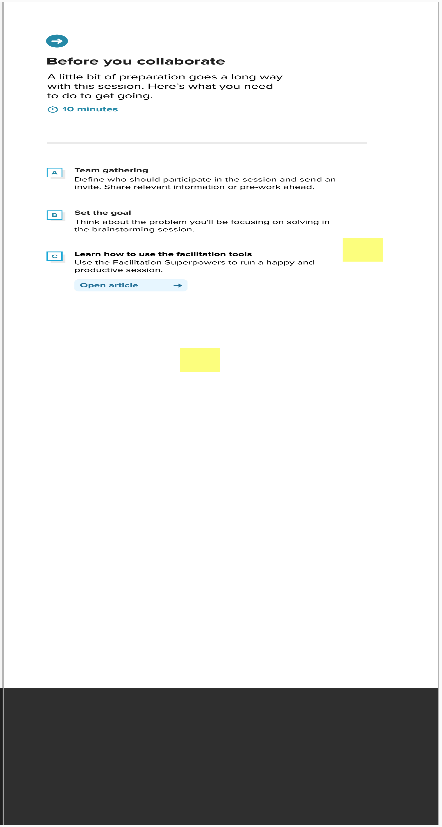 Before you collaborate
A little bit of preparation goes a long way
with this session. Here's what you need
to do to get going.
10 minutes
A
Team gathering
Define who should participate in the session and send an
invite. Share relevant information or pre-work ahead.
B
Set the goal
Think about the problem you'll be focusing on solving in
the brainstorming session.
C
Learn how to use the facilitation tools
Use the Facilitation Superpowers to run a happy and
productive session.
Open article